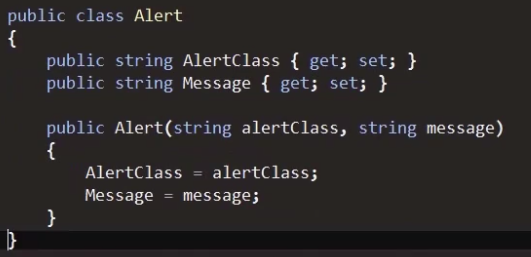 public class Alert
{
    public string AlertClass { get; set; }
    public string Message { get; set; }

    public Alert(string alertClass, string message)
    {
        AlertClass = alertClass;
        Message = message;
    }
}